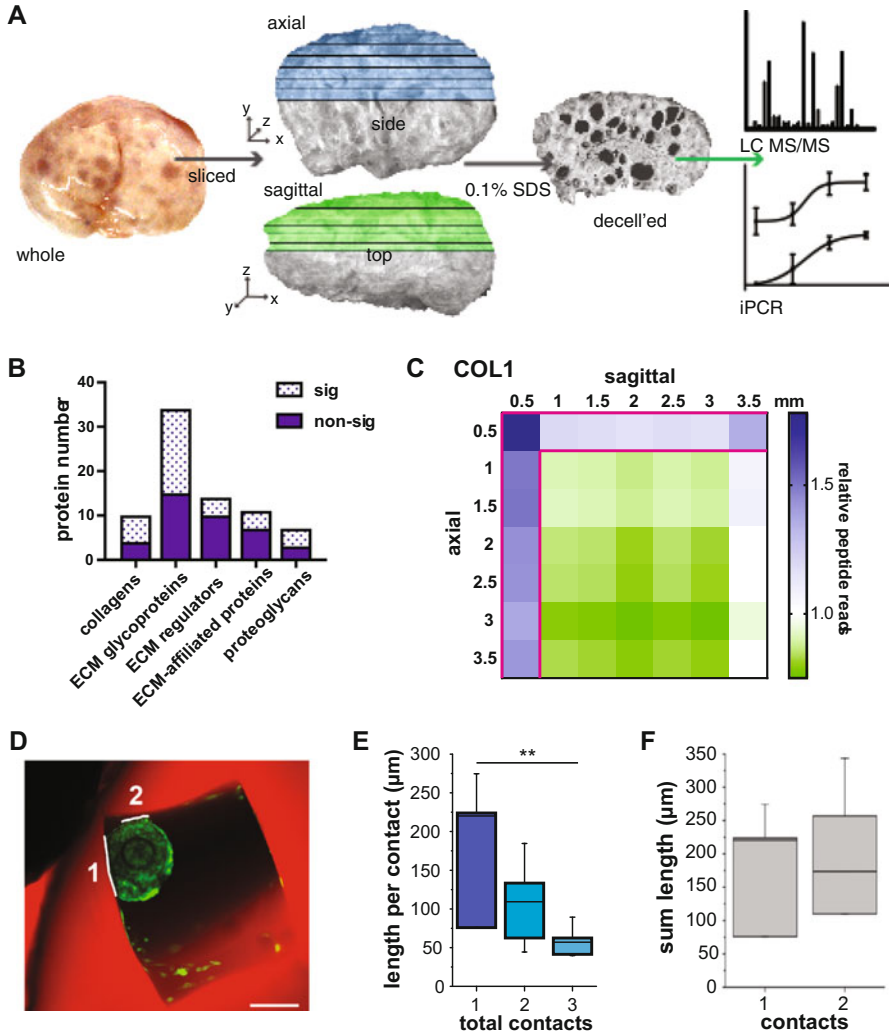 A
axial
y
z
x
side
sliced
sagittal
z
y
x
top
whole
0.1% SDS
decell'ed
LC MS/MS
iPCR
B
protein number
40
30
20
10
0
sig
non-sig
collagens
ECM glycoproteins
ECM regulators
ECM-affiliated proteins
proteoglycans
C
COL1
sagittal
0.5 1 1.5 2 2.5 3 3.5 mm
axial
0.5
1
1.5
2
2.5
3
3.5
1.5
1.0
relative peptide reads
D
2
1
E
length per contact (µm)
300
250
200
150
100
50
0
**
1 2 3
total contacts
F
sum length (µm)
350
300
250
200
150
100
50
0
1 2
contacts